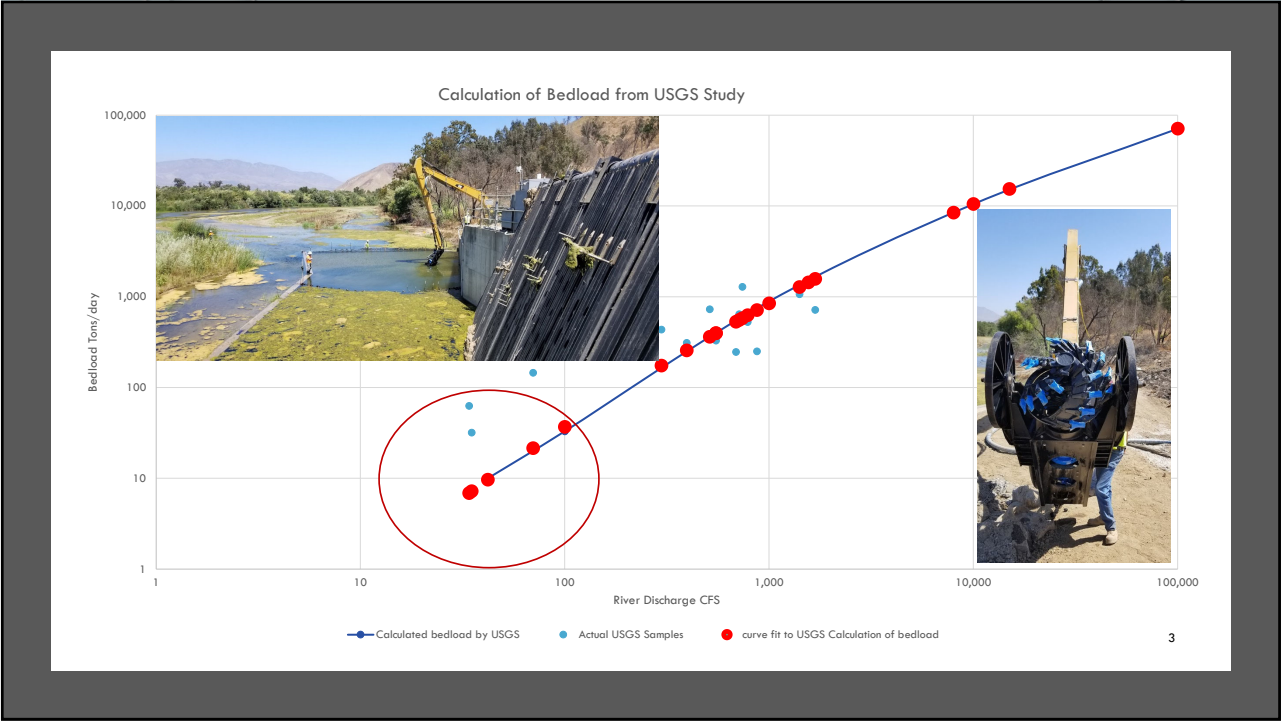 Calculation of Bedload from USGS Study
100,000
10,000
1,000
100
10
1
Bedload Tons/day
1
10
100
1,000
10,000
100,000
River Discharge CFS
Calculated bedload by USGS
Actual USGS Samples
curve fit to USGS Calculation of bedload
3